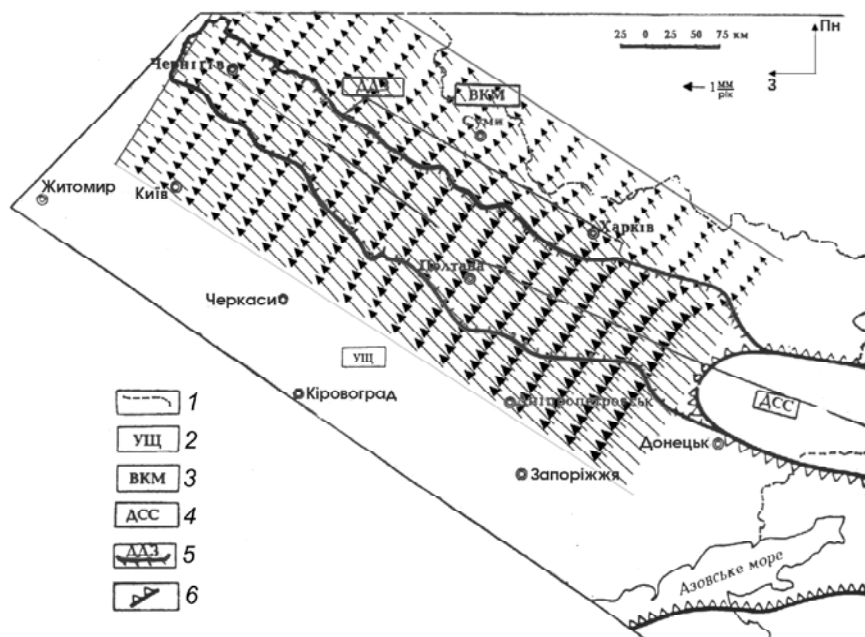 25 0 25 50 75 км
Пн
З
1 мм
рік
Чернігів
ДДЗ
ВКМ
Суми
Житомир
Київ
Харків
Полтава
Черкаси
УЩ
Кіровоград
Дніпропетровськ
ДСС
Донецьк
Запоріжжя
Азовське море
1
УЩ 2
ВКМ 3
ДСС 4
ДДЗ 5
6